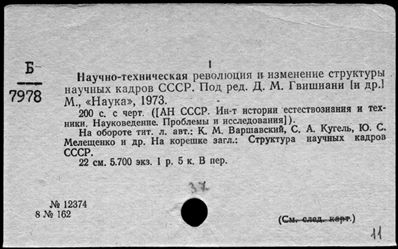 1
Б
7978
Научно-техническая революция и изменение структуры
научных кадров СССР. Под ред. Д. М. Гвишиани [и др.]
М., «Наука», 1973.
200 с. с черт. ([АН СССР. Ин-т истории естествознания и тех-
ники. Науковедение. Проблемы и исследования]).
На обороте тит. л. авт.: К. М. Варшавский, С. А. Кугель, Ю. С.
Мелещенко и др. На корешке загл.: Структура научных кадров
СССР.
22 см. 5.700 экз. 1 р. 5 к. В пер.
37
№ 12374
8 № 162
(См. след. карт.)
11